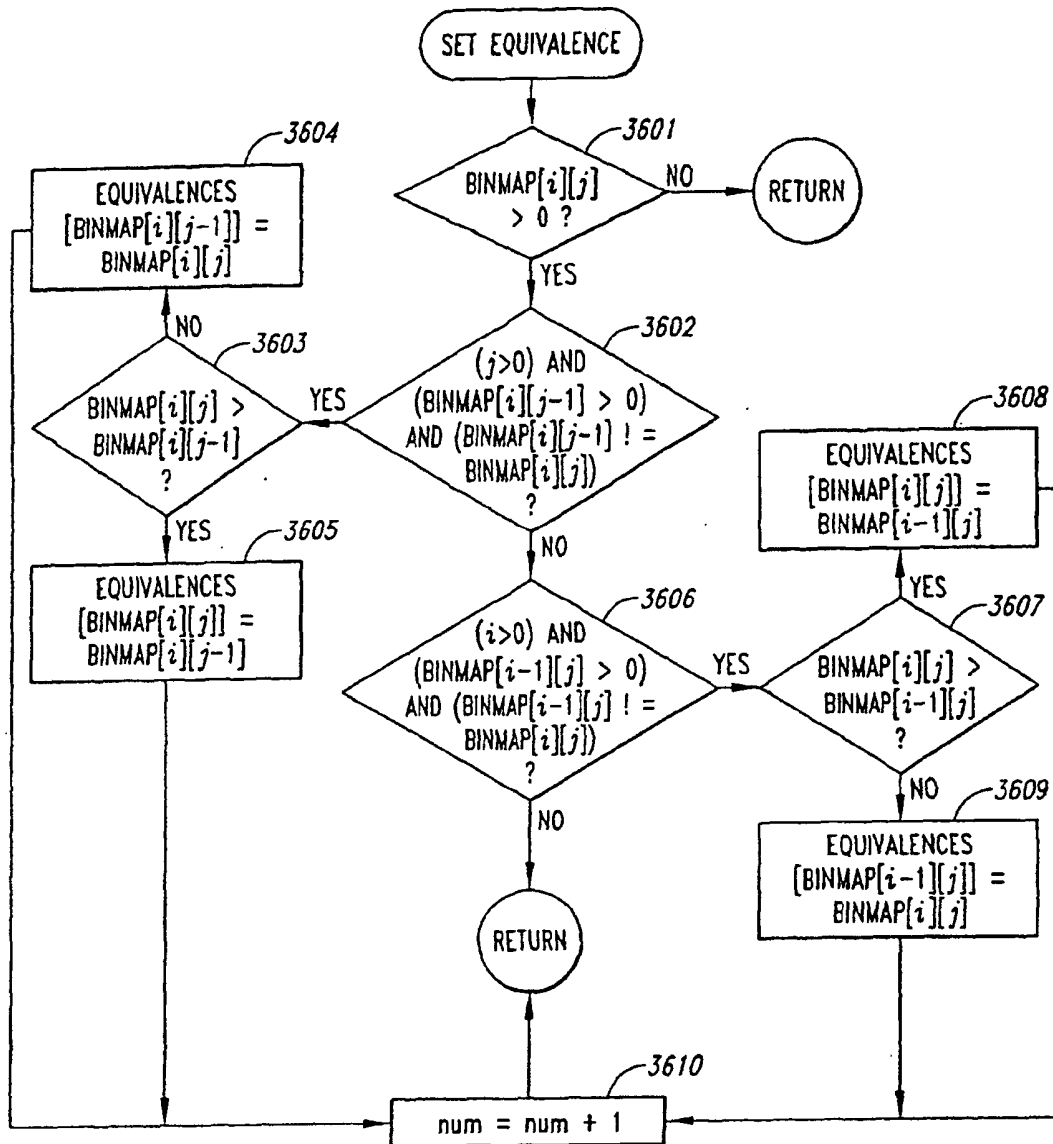 SET EQUIVALENCE
3601
BINMAP[i][j]
> 0 ?
NO
RETURN
YES
3602
(j>0) AND
(BINMAP[i][j-1] > 0)
AND (BINMAP[i][j-1] ! =
BINMAP[i][j])
?
YES
NO
3603
BINMAP[i][j] >
BINMAP[i][j-1]
?
NO
YES
3604
EQUIVALENCES
[BINMAP[i][j-1]] =
BINMAP[i][j]
3605
EQUIVALENCES
[BINMAP[i][j]] =
BINMAP[i][j-1]
3606
(i>0) AND
(BINMAP[i-1][j] > 0)
AND (BINMAP[i-1][j] ! =
BINMAP[i][j])
?
YES
NO
3607
BINMAP[i][j] >
BINMAP[i-1][j]
?
YES
NO
3608
EQUIVALENCES
[BINMAP[i][j]] =
BINMAP[i-1][j]
3609
EQUIVALENCES
[BINMAP[i-1][j]] =
BINMAP[i][j]
RETURN
3610
num = num + 1